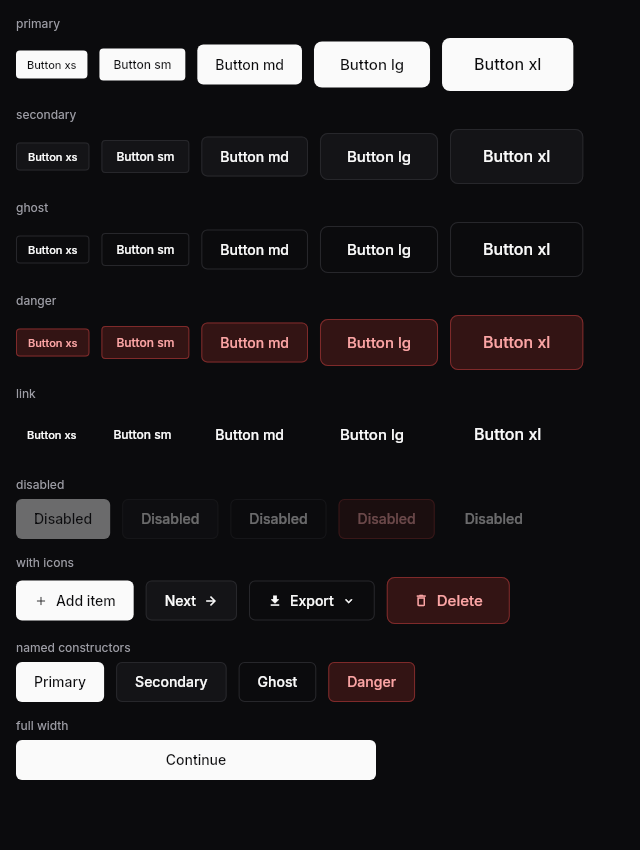 primary
Button xs Button sm Button md Button lg Button xl
secondary
Button xs Button sm Button md Button lg Button xl
ghost
Button xs Button sm Button md Button lg Button xl
danger
Button xs Button sm Button md Button lg Button xl
link
Button xs Button sm Button md Button lg Button xl
disabled
Disabled Disabled Disabled Disabled Disabled
with icons
Add item Next Export Delete
named constructors
Primary Secondary Ghost Danger
full width
Continue